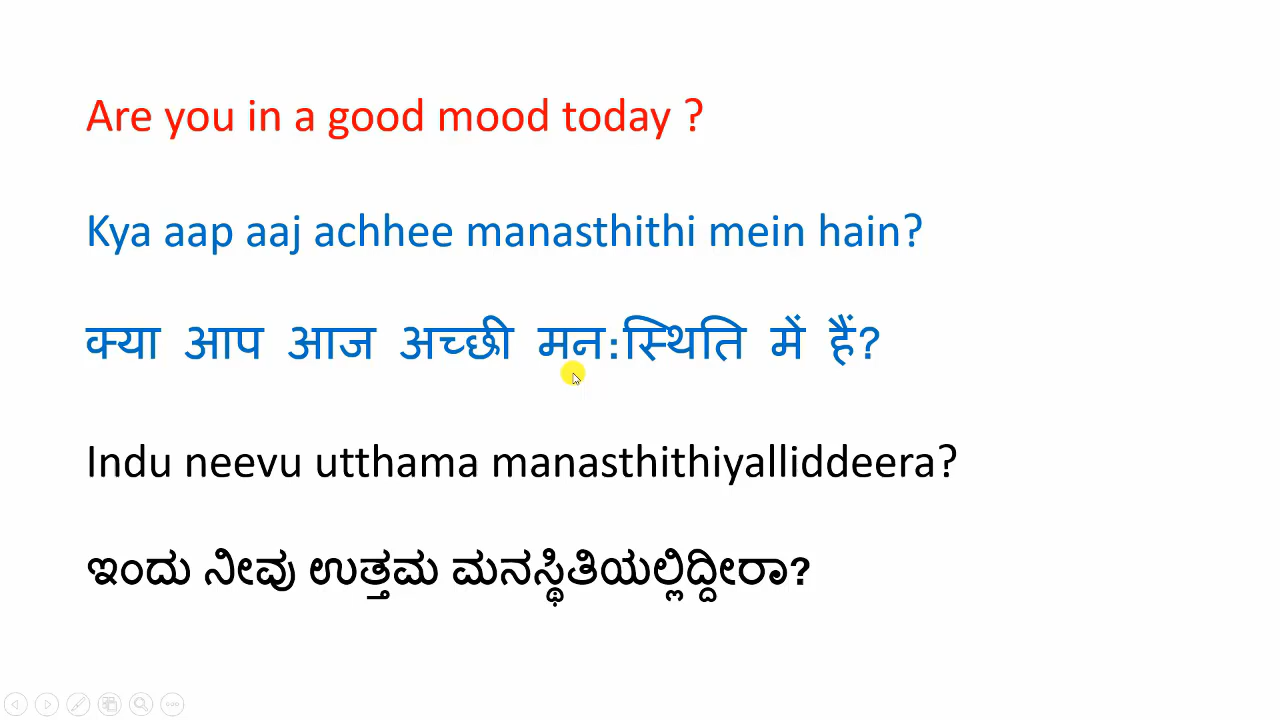 Are you in a good mood today ?
Kya aap aaj achhee manasthithi mein hain?
क्या आप आज अच्छी मन:स्थिति में हैं?
Indu neevu utthama manasthithiyalliddeera?
ಇಂದು ನೀವು ಉತ್ತಮ ಮನಸ್ಥಿತಿಯಲ್ಲಿದ್ದೀರಾ?